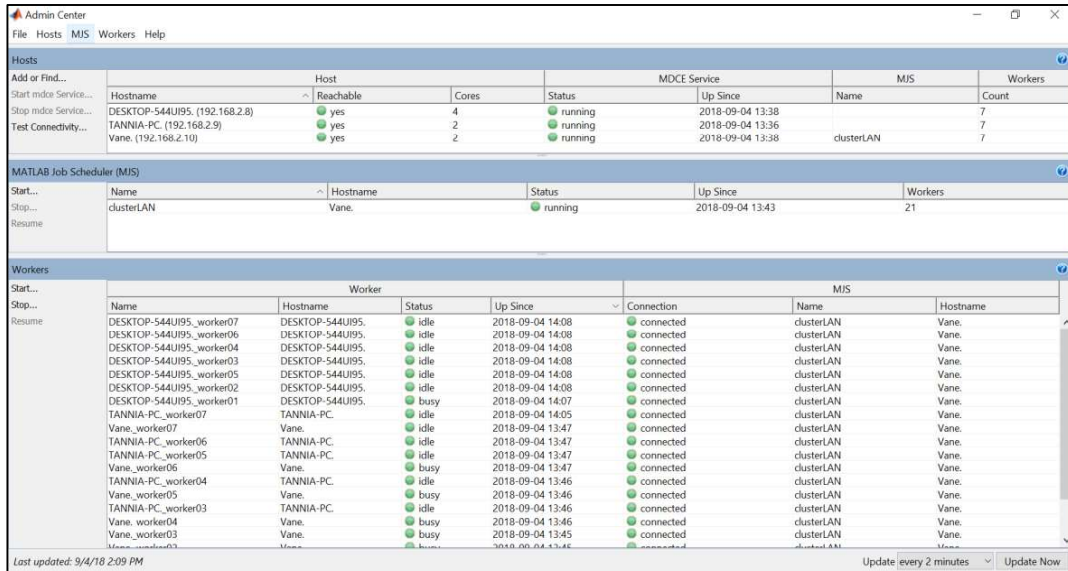 Admin Center
File Hosts MJS Workers Help
Hosts
Add or Find...
Start mdce Service...
Stop mdce Service...
Test Connectivity...
Host MDCE Service MJS Workers
Hostname Reachable Cores Status Up Since Name Count
DESKTOP-544UI95. (192.168.2.8) yes 4 running 2018-09-04 13:38 7
TANNIA-PC. (192.168.2.9) yes 2 running 2018-09-04 13:36 7
Vane. (192.168.2.10) yes 2 running 2018-09-04 13:38 clusterLAN 7
MATLAB Job Scheduler (MJS)
Start...
Stop...
Resume
Name Hostname Status Up Since Workers
clusterLAN Vane. running 2018-09-04 13:43 21
Workers
Start...
Stop...
Resume
Worker MJS
Name Hostname Status Up Since Connection Name Hostname
DESKTOP-544UI95._worker07 DESKTOP-544UI95. idle 2018-09-04 14:08 connected clusterLAN Vane.
DESKTOP-544UI95._worker06 DESKTOP-544UI95. idle 2018-09-04 14:08 connected clusterLAN Vane.
DESKTOP-544UI95._worker04 DESKTOP-544UI95. idle 2018-09-04 14:08 connected clusterLAN Vane.
DESKTOP-544UI95._worker03 DESKTOP-544UI95. idle 2018-09-04 14:08 connected clusterLAN Vane.
DESKTOP-544UI95._worker05 DESKTOP-544UI95. idle 2018-09-04 14:08 connected clusterLAN Vane.
DESKTOP-544UI95._worker02 DESKTOP-544UI95. idle 2018-09-04 14:08 connected clusterLAN Vane.
DESKTOP-544UI95._worker01 DESKTOP-544UI95. busy 2018-09-04 14:07 connected clusterLAN Vane.
TANNIA-PC._worker07 TANNIA-PC. idle 2018-09-04 14:05 connected clusterLAN Vane.
Vane._worker07 Vane. idle 2018-09-04 13:47 connected clusterLAN Vane.
TANNIA-PC._worker06 TANNIA-PC. idle 2018-09-04 13:47 connected clusterLAN Vane.
TANNIA-PC._worker05 TANNIA-PC. idle 2018-09-04 13:47 connected clusterLAN Vane.
Vane._worker06 Vane. busy 2018-09-04 13:47 connected clusterLAN Vane.
TANNIA-PC._worker04 TANNIA-PC. idle 2018-09-04 13:46 connected clusterLAN Vane.
Vane._worker05 Vane. busy 2018-09-04 13:46 connected clusterLAN Vane.
TANNIA-PC._worker03 TANNIA-PC. idle 2018-09-04 13:46 connected clusterLAN Vane.
Vane._worker04 Vane. busy 2018-09-04 13:46 connected clusterLAN Vane.
Vane._worker03 Vane. busy 2018-09-04 13:45 connected clusterLAN Vane.
Last updated: 9/4/18 2:09 PM Update every 2 minutes Update Now